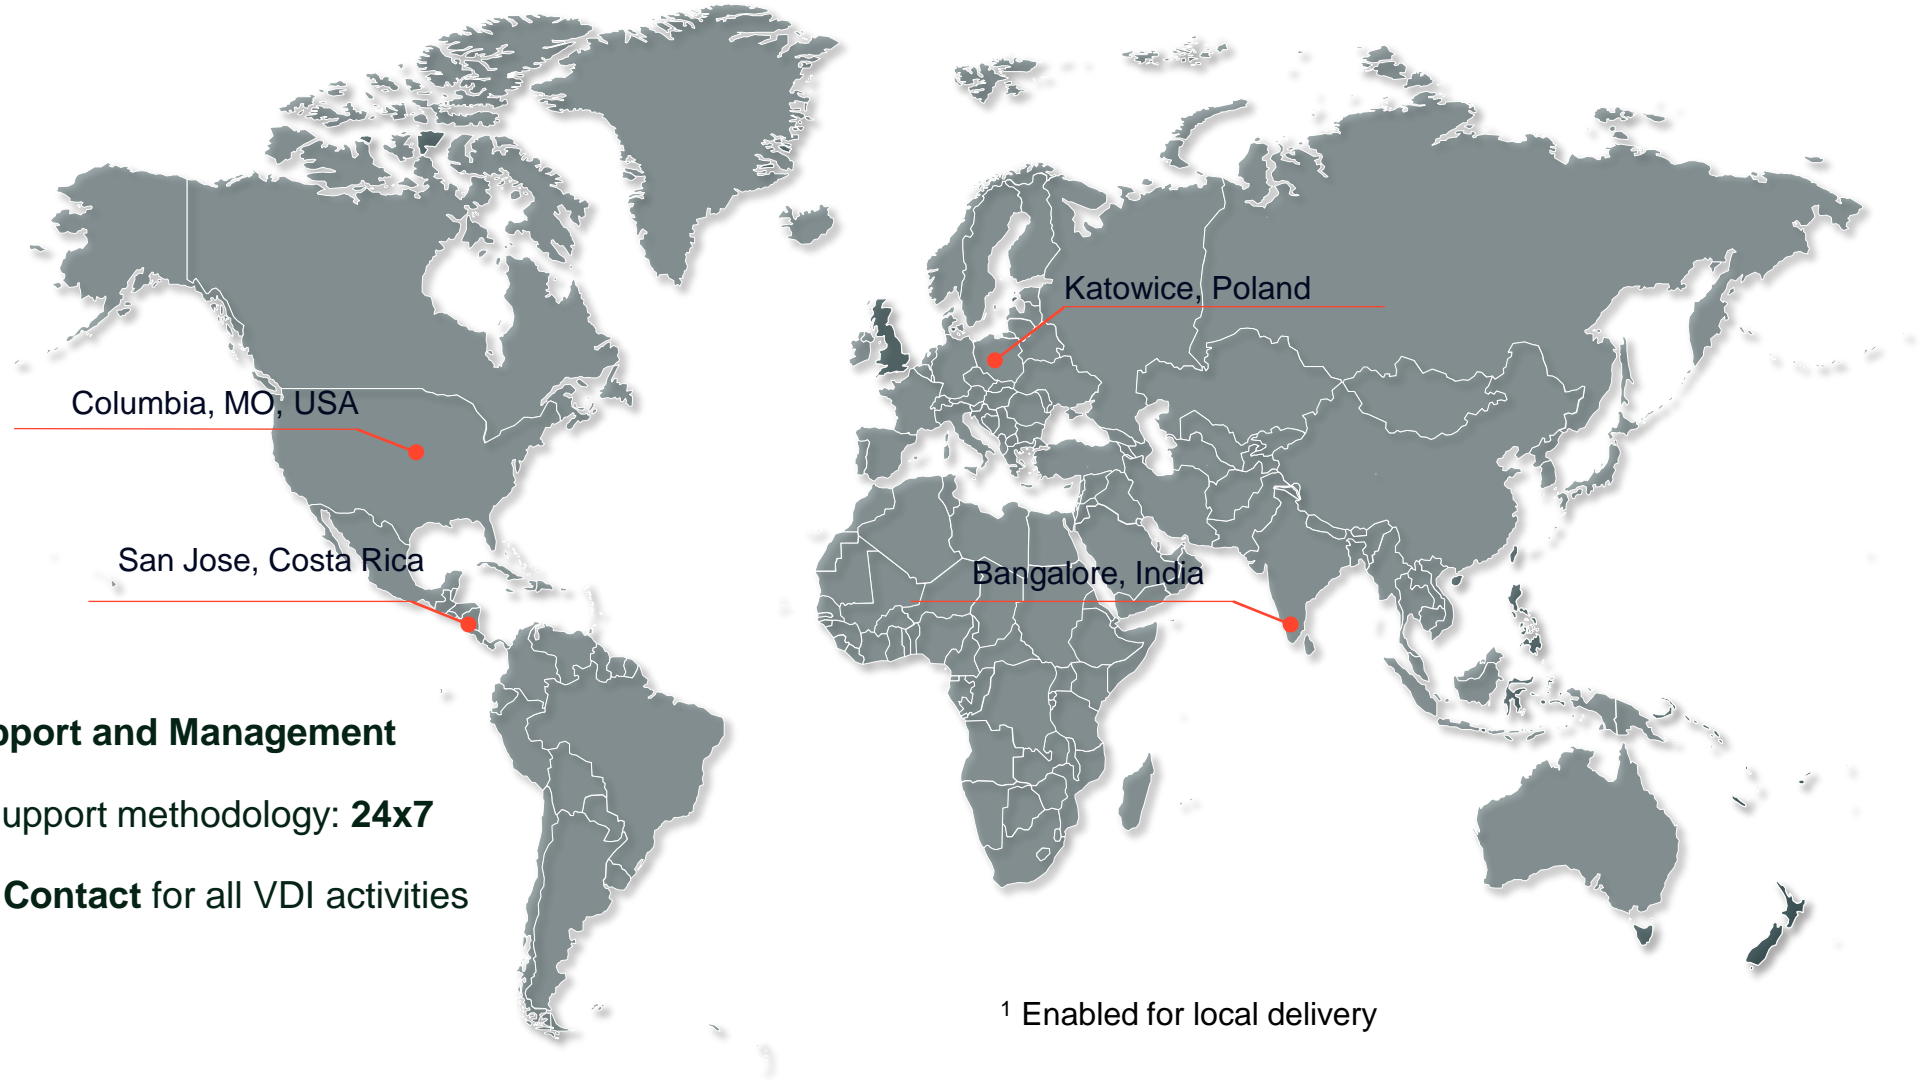 Katowice, Poland
Columbia, MO, USA
San Jose, Costa Rica
Bangalore, India
and Management
upport methodology: 24x7
Contact for all VDI activities
¹ Enabled for local delivery